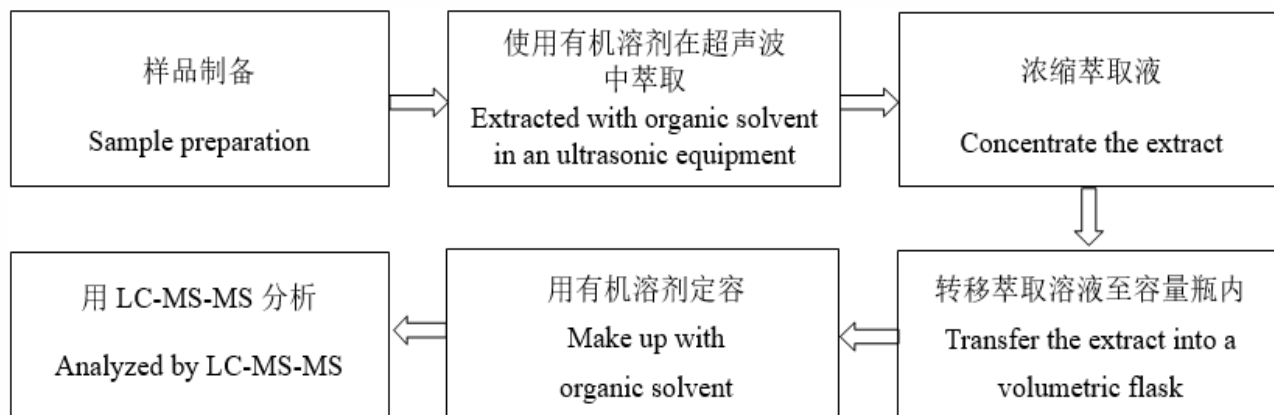 样品制备
Sample preparation
使用有机溶剂在超声波
中萃取
Extracted with organic solvent
in an ultrasonic equipment
浓缩萃取液
Concentrate the extract
转移萃取溶液至容量瓶内
Transfer the extract into a
volumetric flask
用有机溶剂定容
Make up with
organic solvent
用 LC-MS-MS 分析
Analyzed by LC-MS-MS